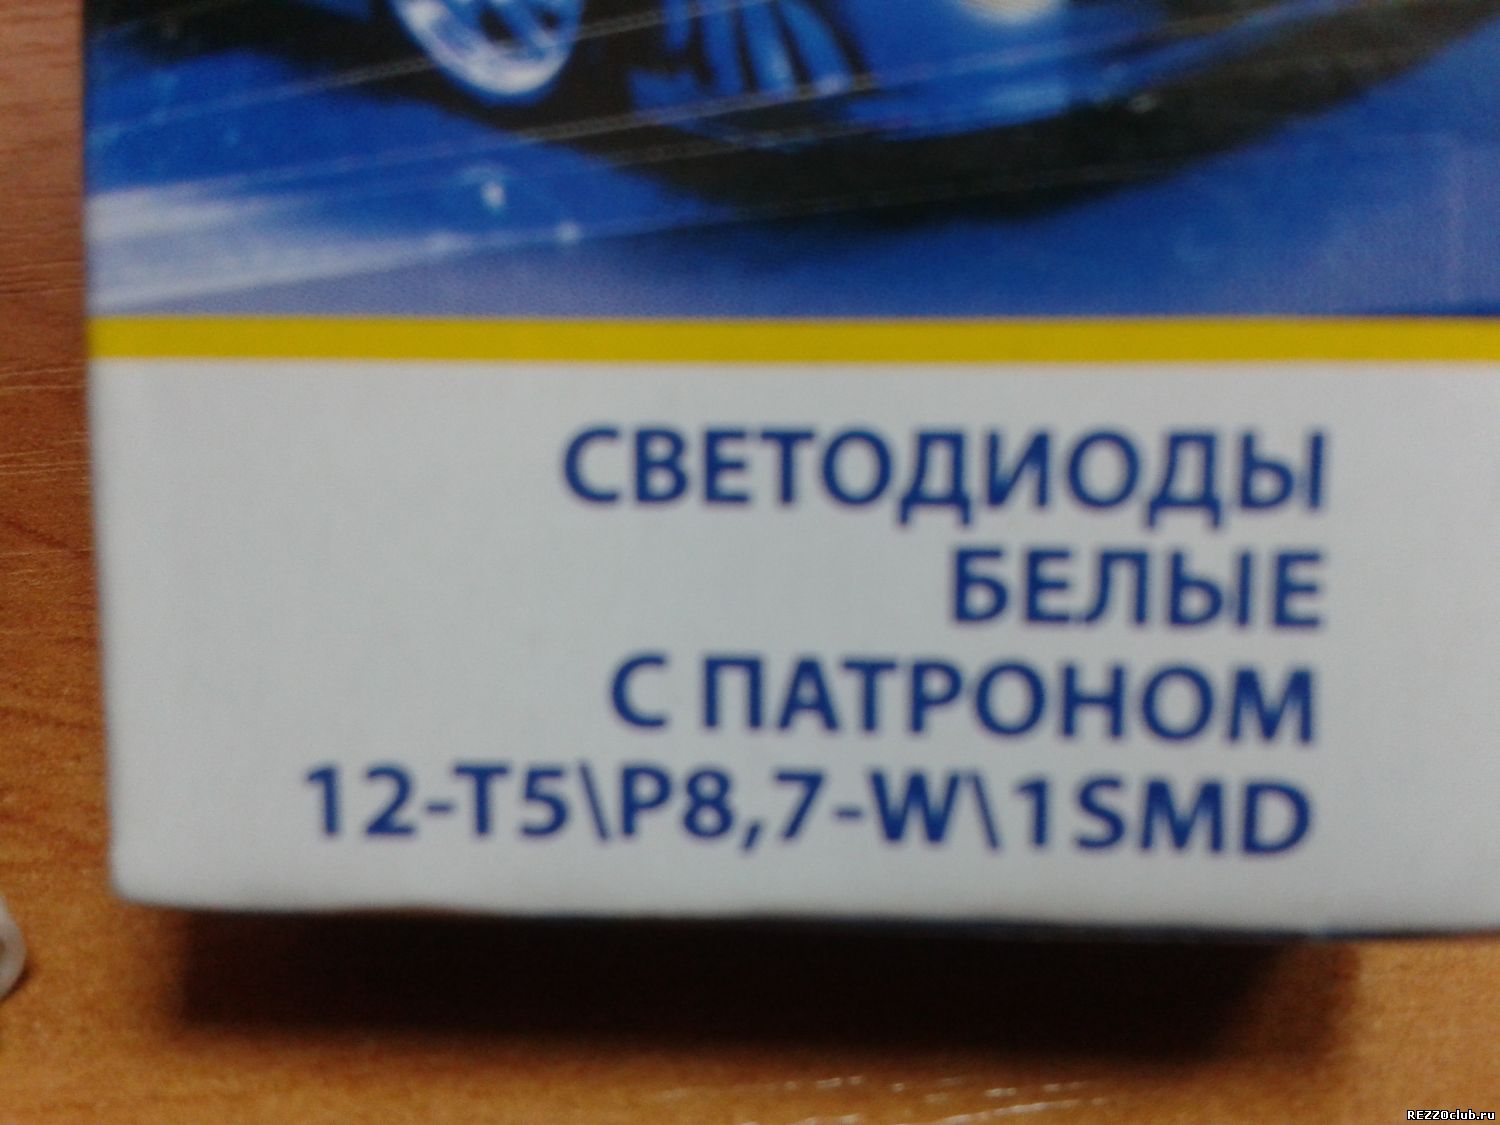 СВЕТОДИОДЫ
БЕЛЫЕ
С ПАТРОНОМ
12-T5\P8,7-W\1SMD
REZZOclub.ru